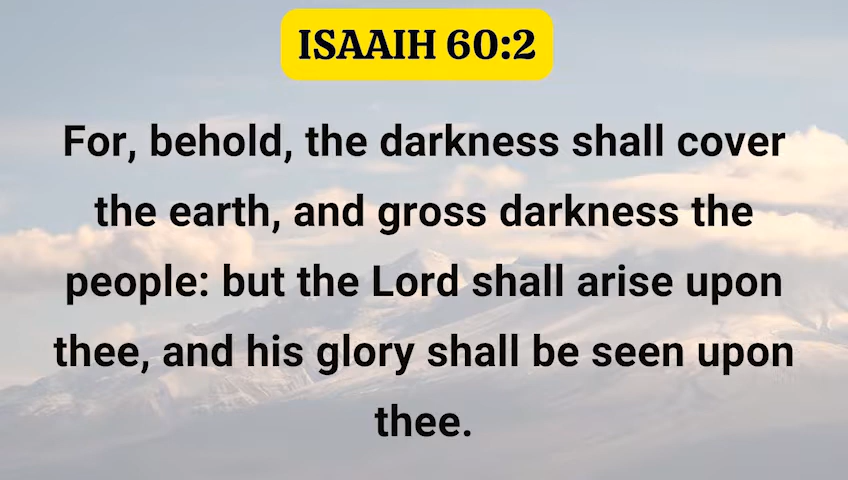 ISAAIH 60:2
For, behold, the darkness shall cover
the earth, and gross darkness the
people: but the Lord shall arise upon
thee, and his glory shall be seen upon
thee.